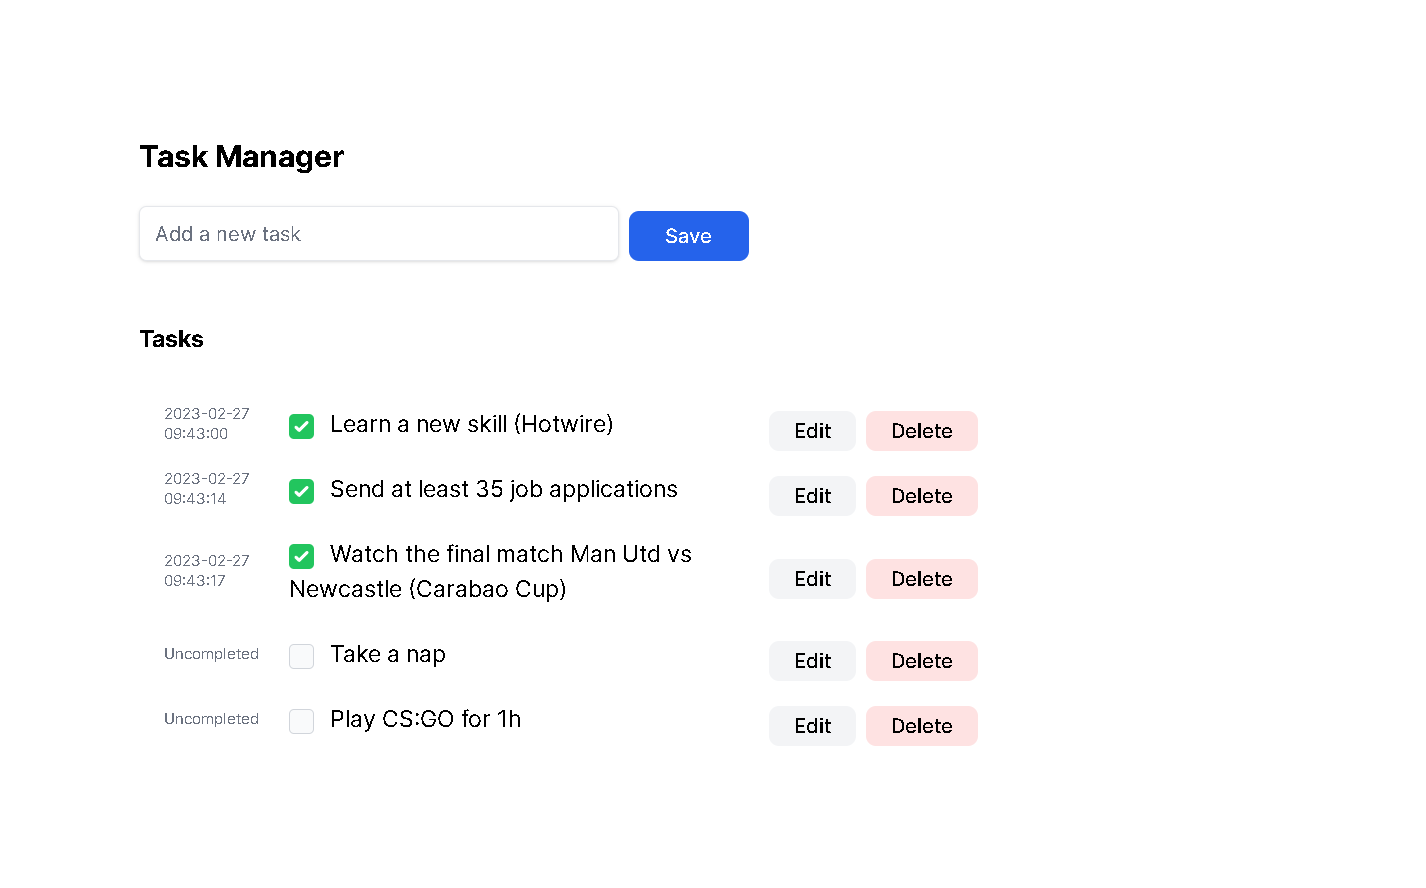 Task Manager
Add a new task
Save
Tasks
2023-02-27
09:43:00
Learn a new skill (Hotwire)
Edit
Delete
2023-02-27
09:43:14
Send at least 35 job applications
Edit
Delete
2023-02-27
09:43:17
Watch the final match Man Utd vs
Newcastle (Carabao Cup)
Edit
Delete
Uncompleted
Take a nap
Edit
Delete
Uncompleted
Play CS:GO for 1h
Edit
Delete